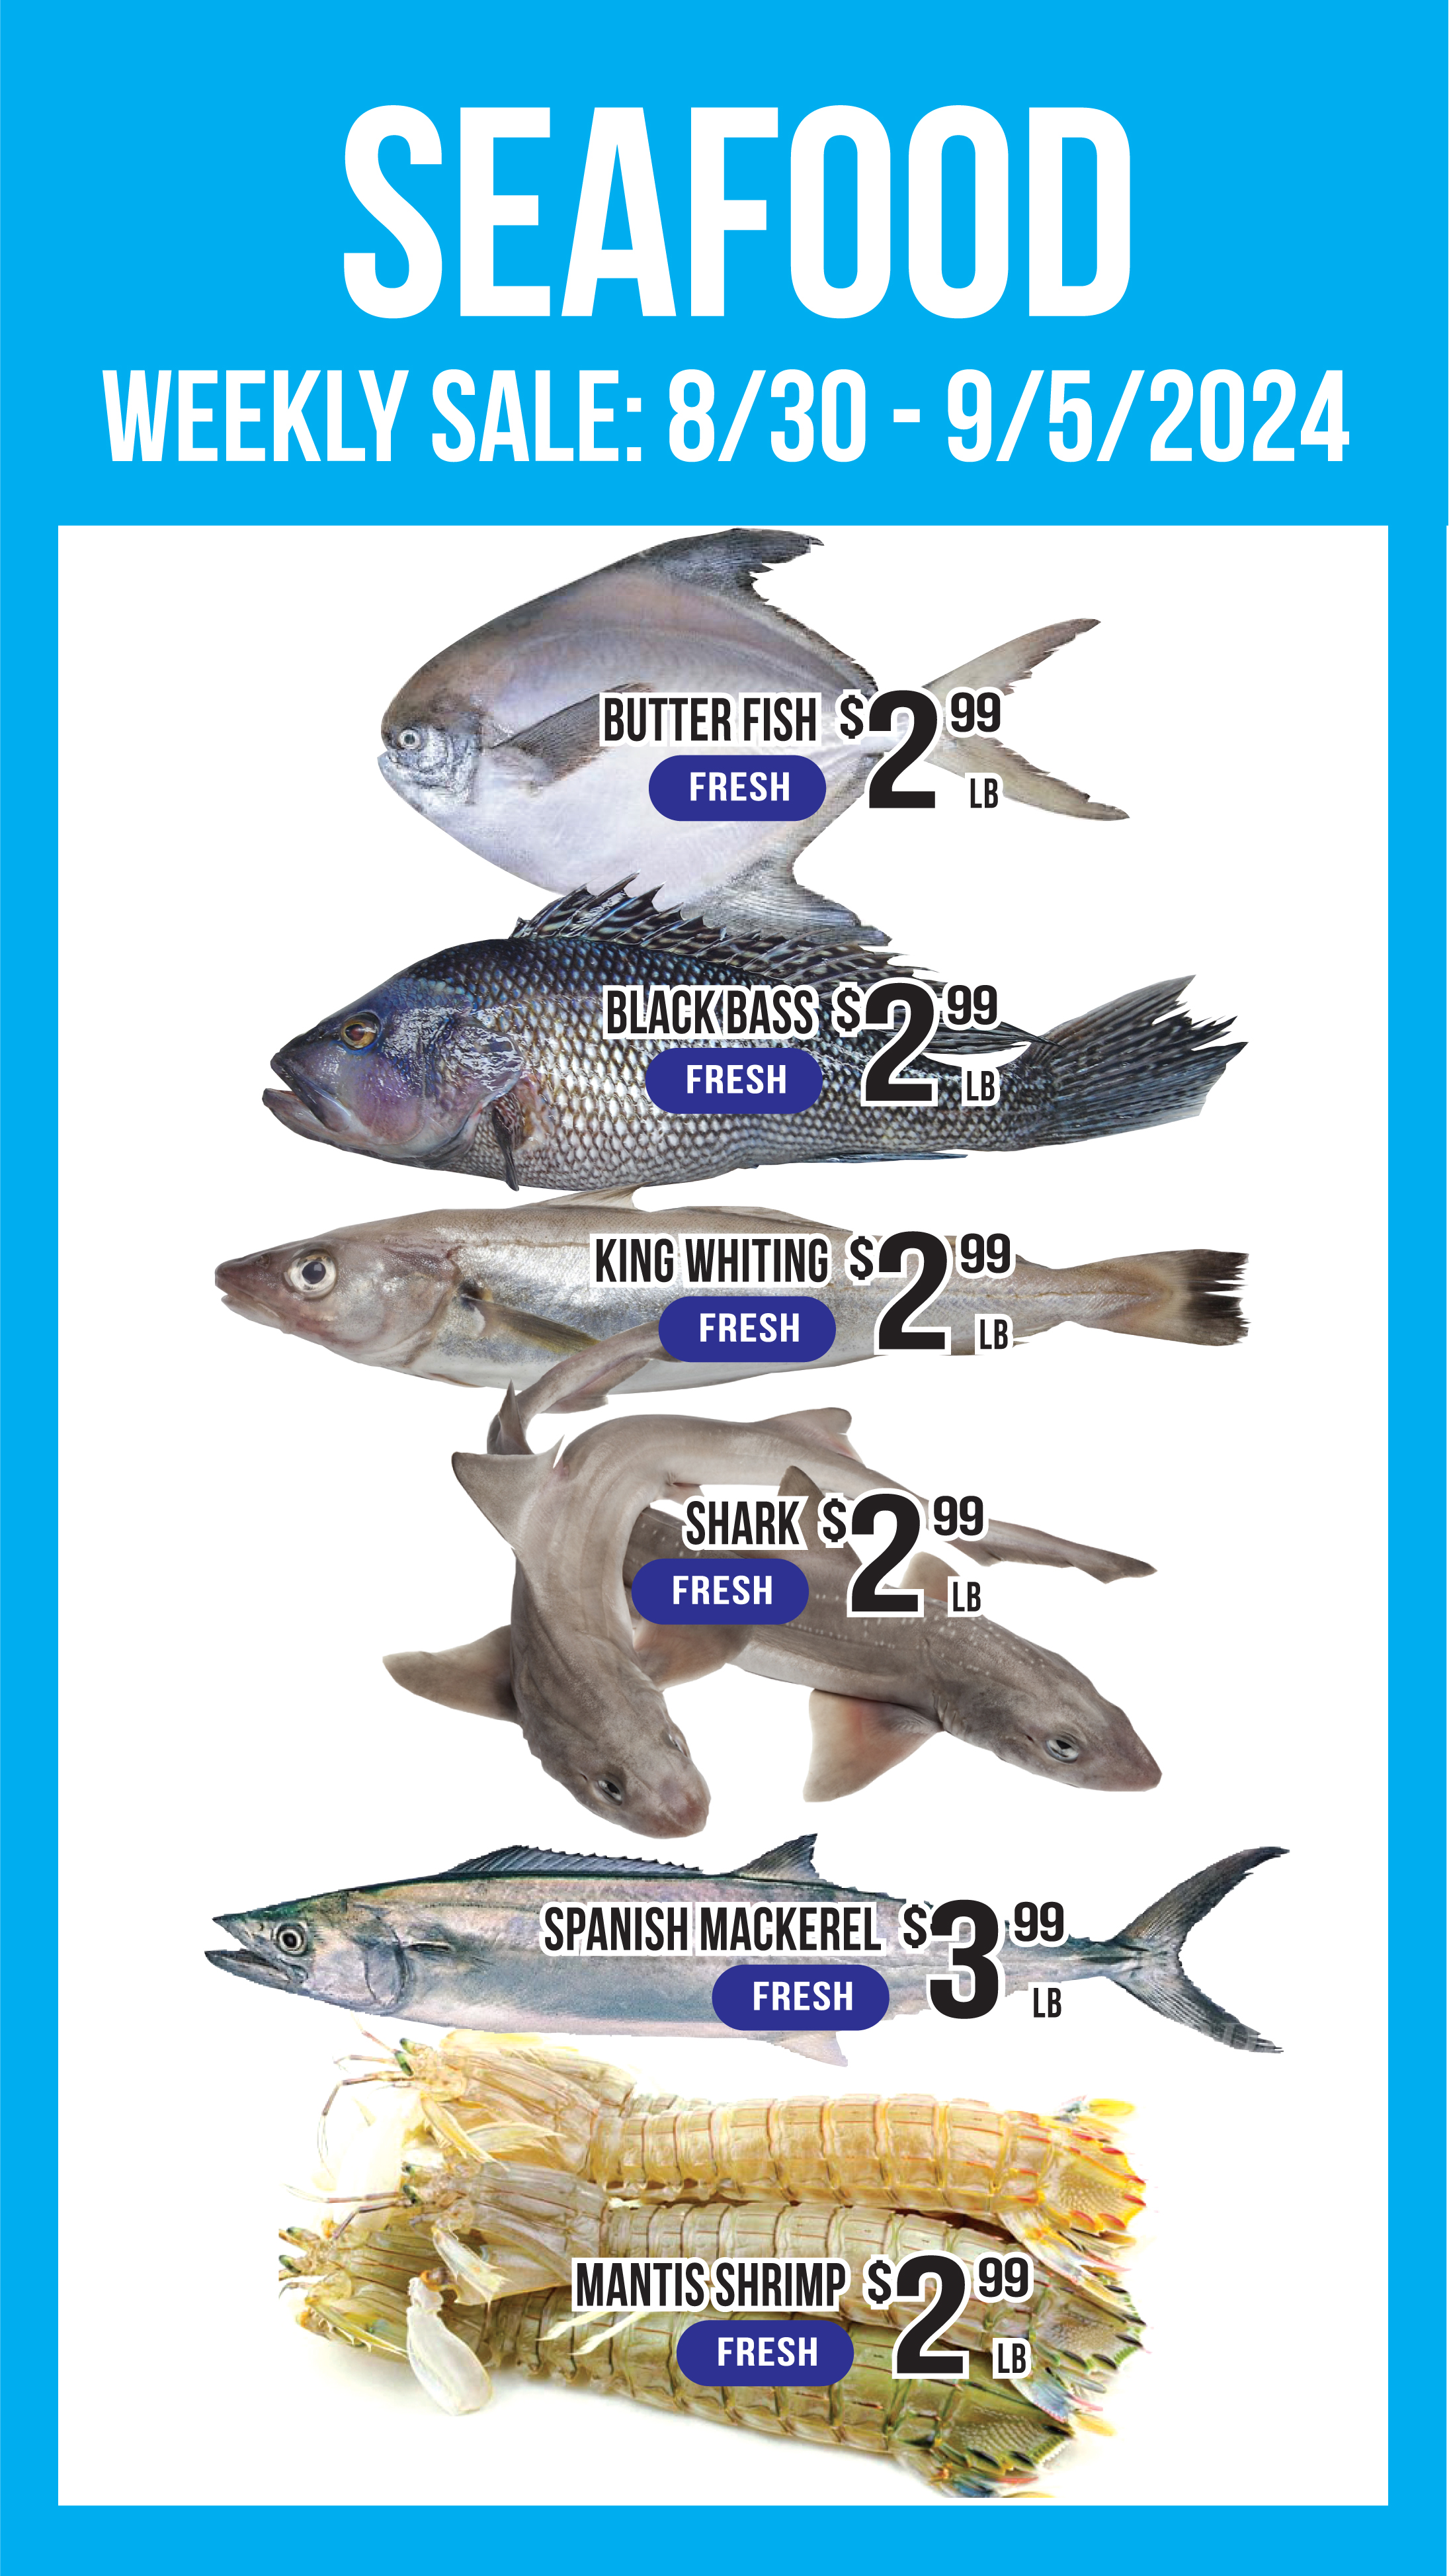 SEAFOOD
WEEKLY SALE: 8/30 - 9/5/2024
BUTTER FISH $2.99
FRESH LB
BLACK BASS $2.99
FRESH LB
KING WHITING $2.99
FRESH LB
SHARK $2.99
FRESH LB
SPANISH MACKEREL $3.99
FRESH LB
MANTIS SHRIMP $2.99
FRESH LB